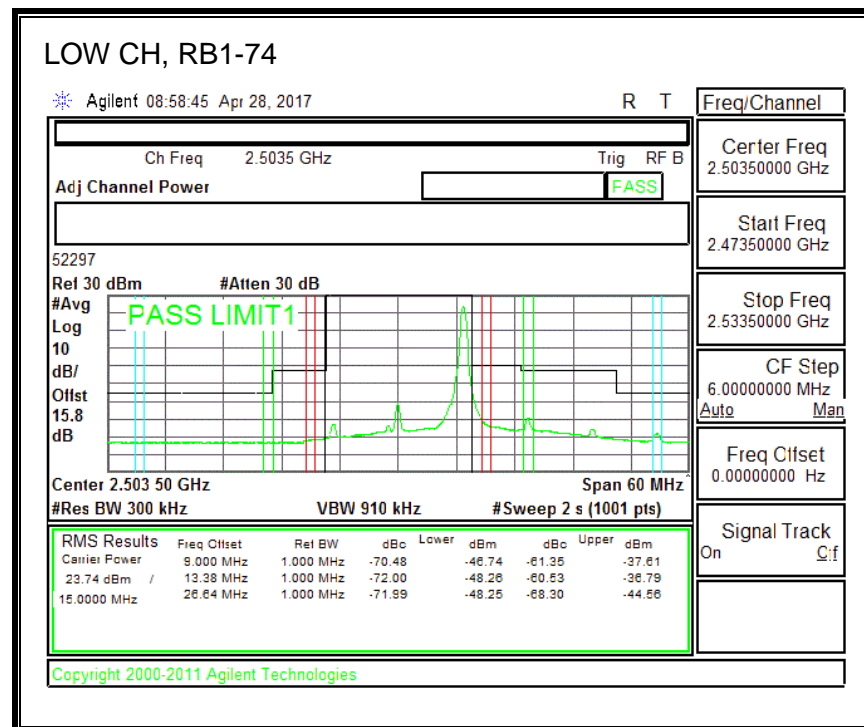 LOW CH, RB1-74
Agilent 08:58:45 Apr 28, 2017 R T
Ch Freq 2.5035 GHz Trig RF B
Adj Channel Power PASS
52297
Ref 30 dBm #Atten 30 dB
#Avg
Log
10
dB/
Offst
15.8
dB
PASS LIMIT1
Center 2.503 50 GHz Span 60 MHz
#Res BW 300 kHz VBW 910 kHz #Sweep 2 s (1001 pts)
RMS Results Freq Offset Ref BW dBc Lower dBm dBc Upper dBm
Carrier Power 9.000 MHz 1.000 MHz -70.48 -46.74 -61.35 -37.61
23.74 dBm / 13.38 MHz 1.000 MHz -72.00 -48.26 -60.53 -36.79
15.0000 MHz 26.64 MHz 1.000 MHz -71.99 -48.25 -68.30 -44.56
Copyright 2000-2011 Agilent Technologies
Freq/Channel
Center Freq
2.50350000 GHz
Start Freq
2.47350000 GHz
Stop Freq
2.53350000 GHz
CF Step
6.00000000 MHz
Auto Man
Freq Offset
0.00000000 Hz
Signal Track
On Off